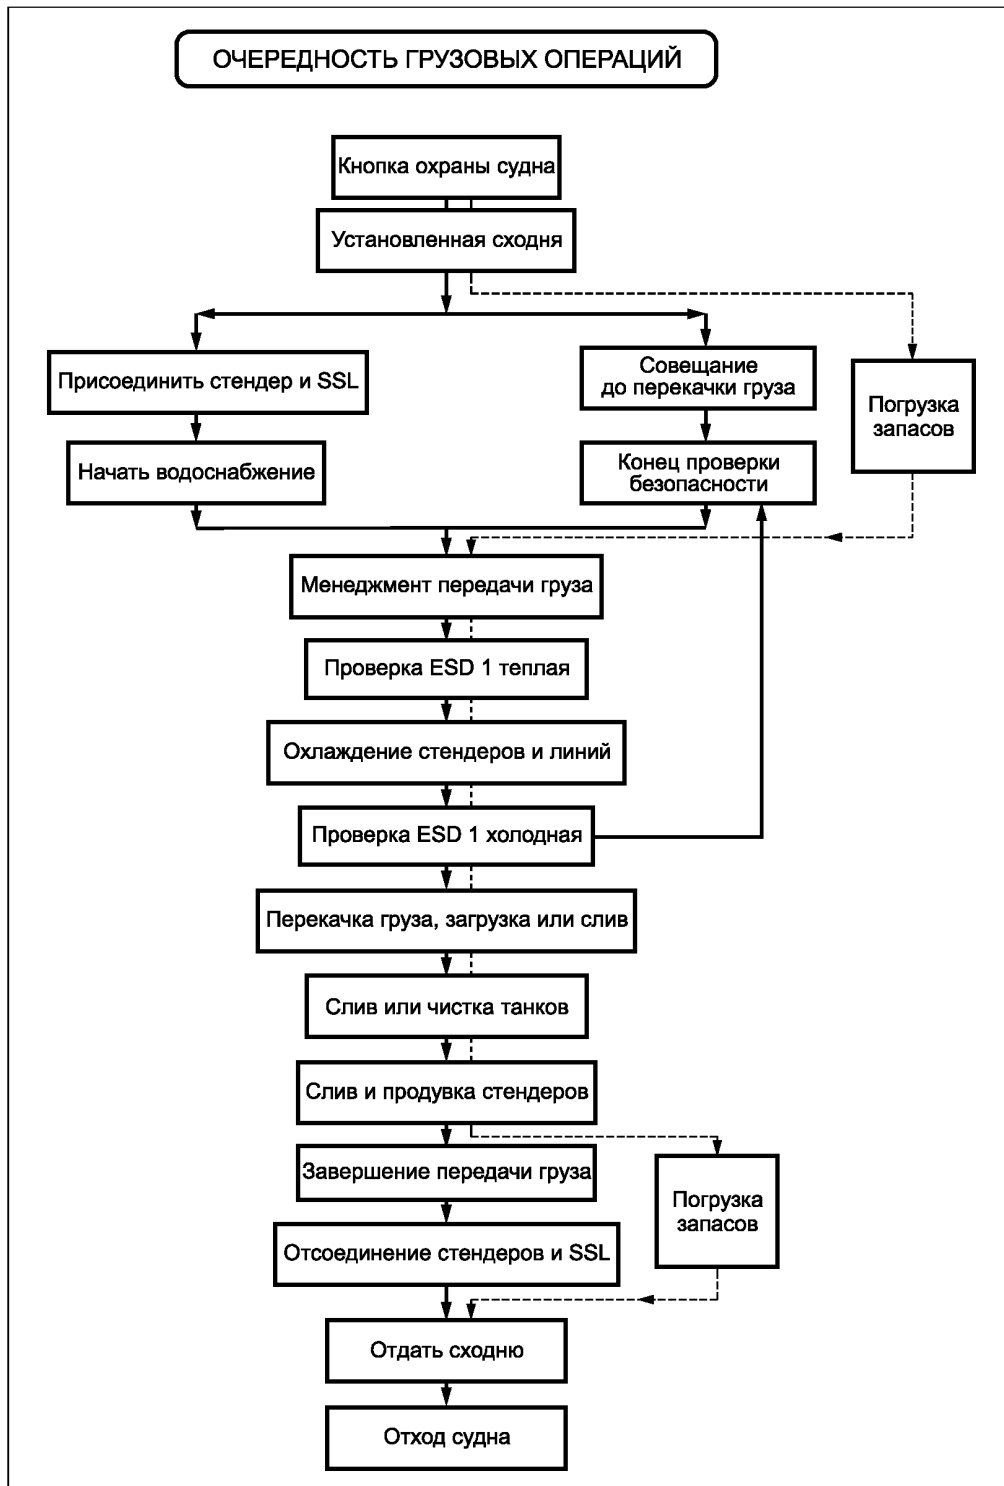 ОЧЕРЕДНОСТЬ ГРУЗОВЫХ ОПЕРАЦИЙ
Кнопка охраны судна
Установленная сходня
Присоединить стендер и SSL
Совещание
до перекачки груза
Погрузка
запасов
Начать водоснабжение
Конец проверки
безопасности
Менеджмент передачи груза
Проверка ESD 1 теплая
Охлаждение стендеров и линий
Проверка ESD 1 холодная
Перекачка груза, загрузка или слив
Слив или чистка танков
Слив и продувка стендеров
Завершение передачи груза
Погрузка
запасов
Отсоединение стендеров и SSL
Отдать сходню
Отход судна